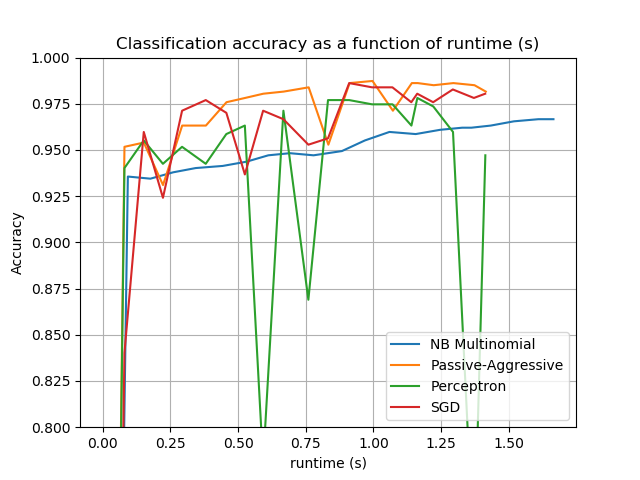 Classification accuracy as a function of runtime (s)
1.000
0.975
0.950
0.925
0.900
0.875
0.850
0.825
0.800
Accuracy
NB Multinomial
Passive-Aggressive
Perceptron
SGD
0.00 0.25 0.50 0.75 1.00 1.25 1.50
runtime (s)